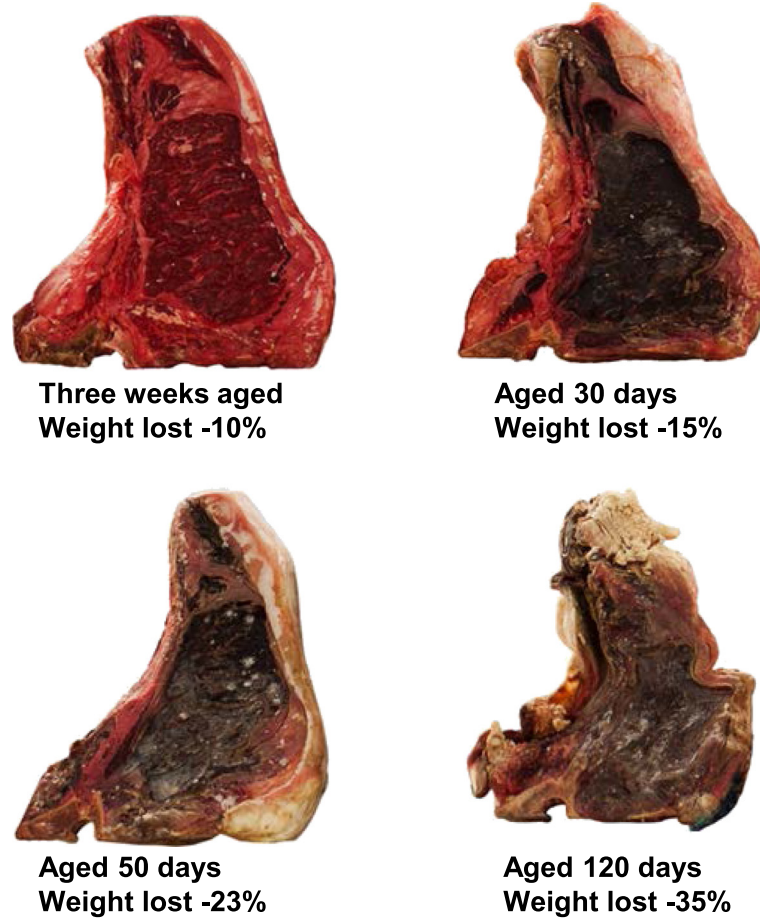 Three weeks aged
Weight lost -10%
Aged 30 days
Weight lost -15%
Aged 50 days
Weight lost -23%
Aged 120 days
Weight lost -35%